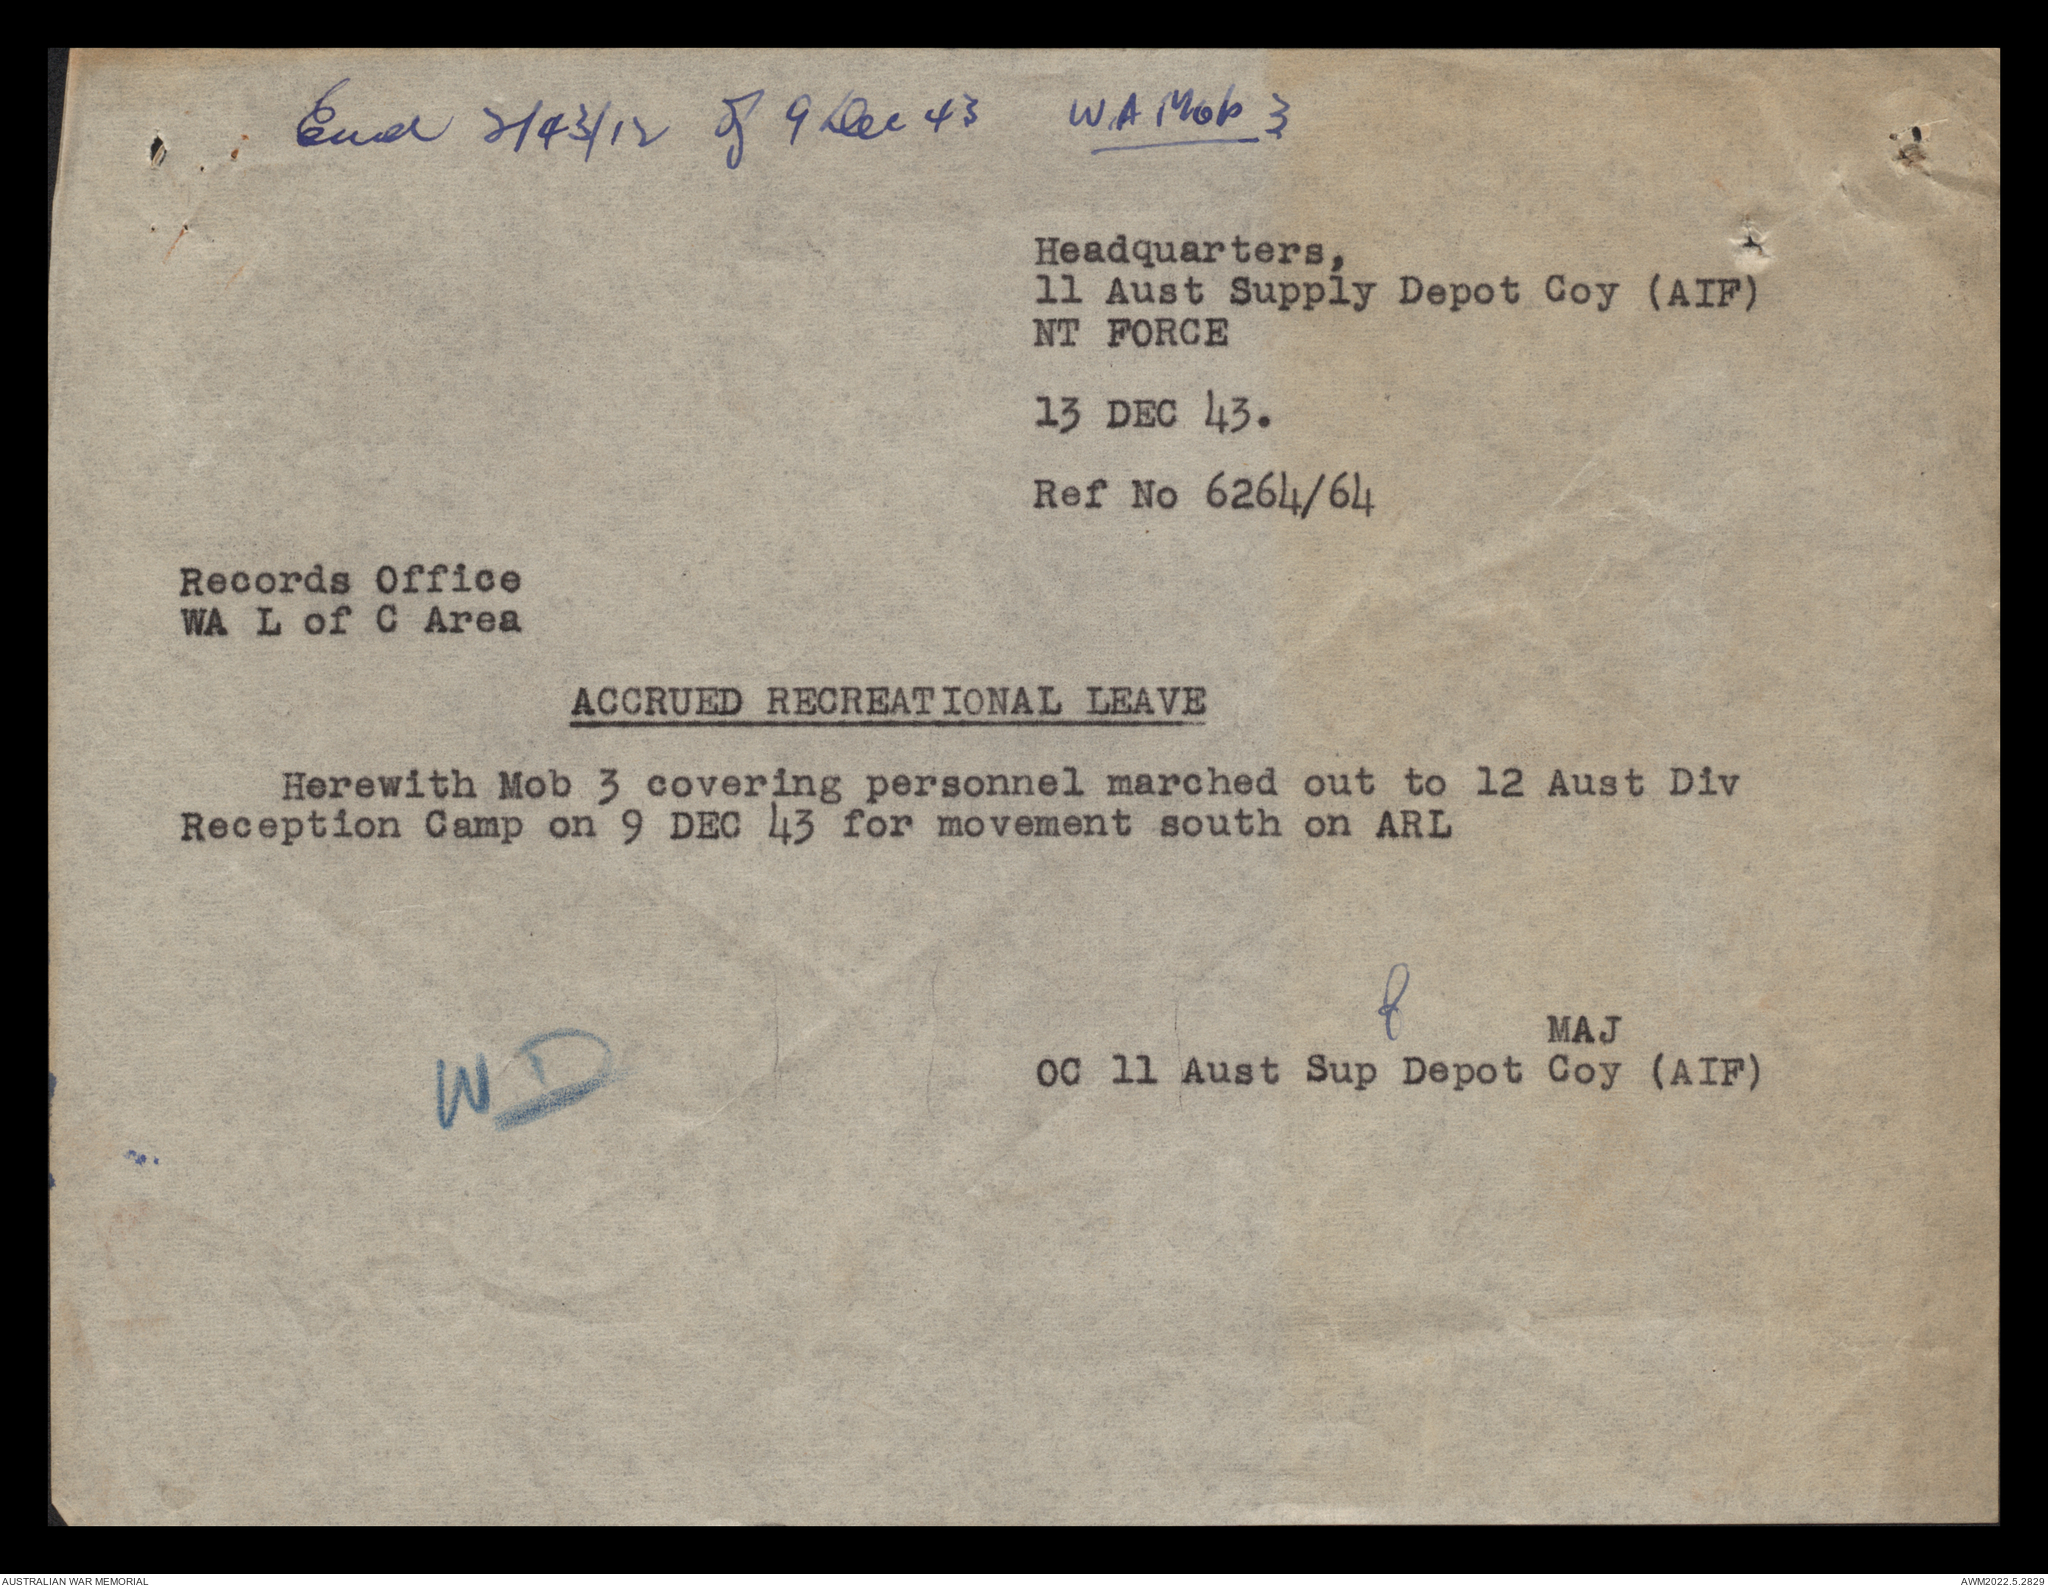 2/43/12 of 9 Dec 43 WA Mob 3
Headquarters,
11 Aust Supply Depot Coy (AIF)
NT FORCE
13 DEC 43.
Ref No 6264/64
Records Office
WA L of C Area
ACCRUED RECREATIONAL LEAVE
Herewith Mob 3 covering personnel marched out to 12 Aust Div
Reception Camp on 9 DEC 43 for movement south on ARL
MAJ
OC 11 Aust Sup Depot Coy (AIF)
WD
AUSTRALIAN WAR MEMORIAL
AWM2022.5.2829